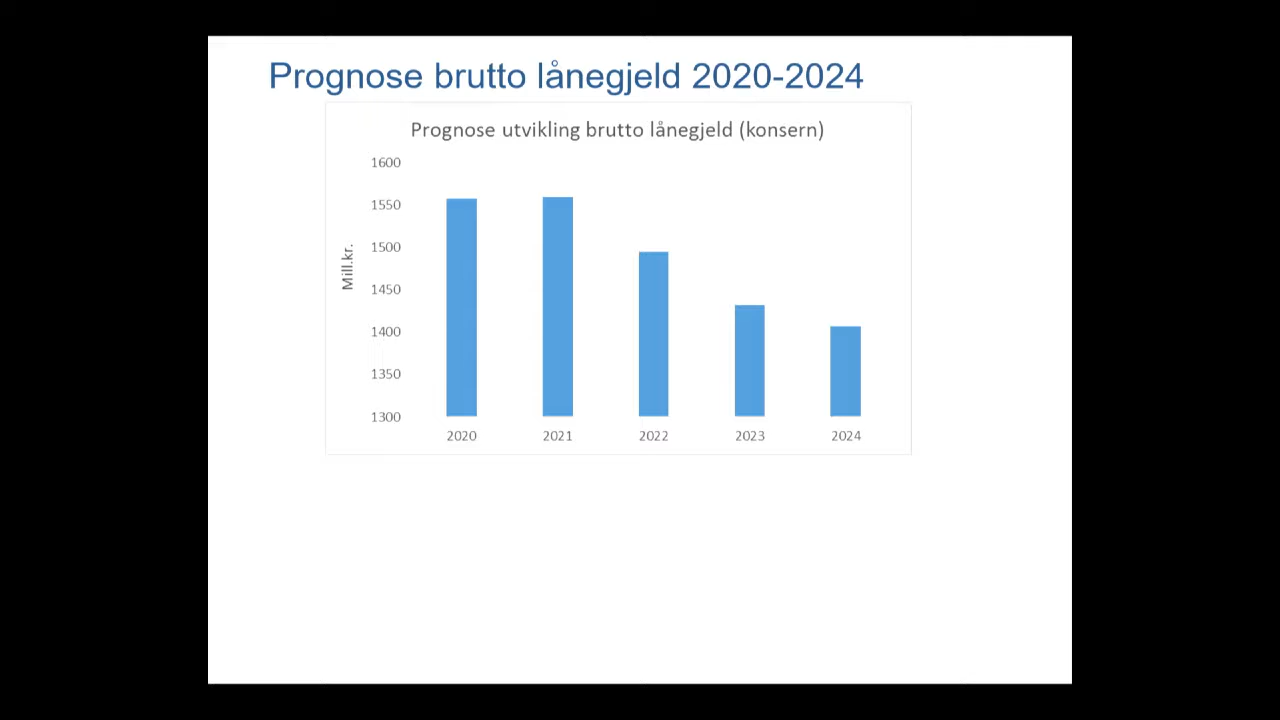 Prognose brutto lånegjeld 2020-2024
Prognose utvikling brutto lånegjeld (konsern)
Mill.kr.
1600
1550
1500
1450
1400
1350
1300
2020 2021 2022 2023 2024